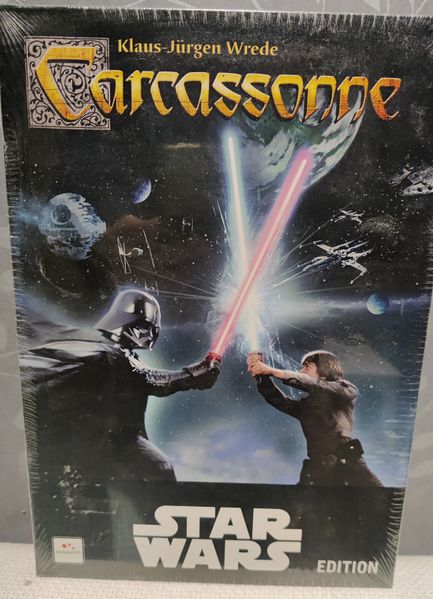 Klaus-Jürgen Wrede
Carcassonne
STAR
WARS
EDITION